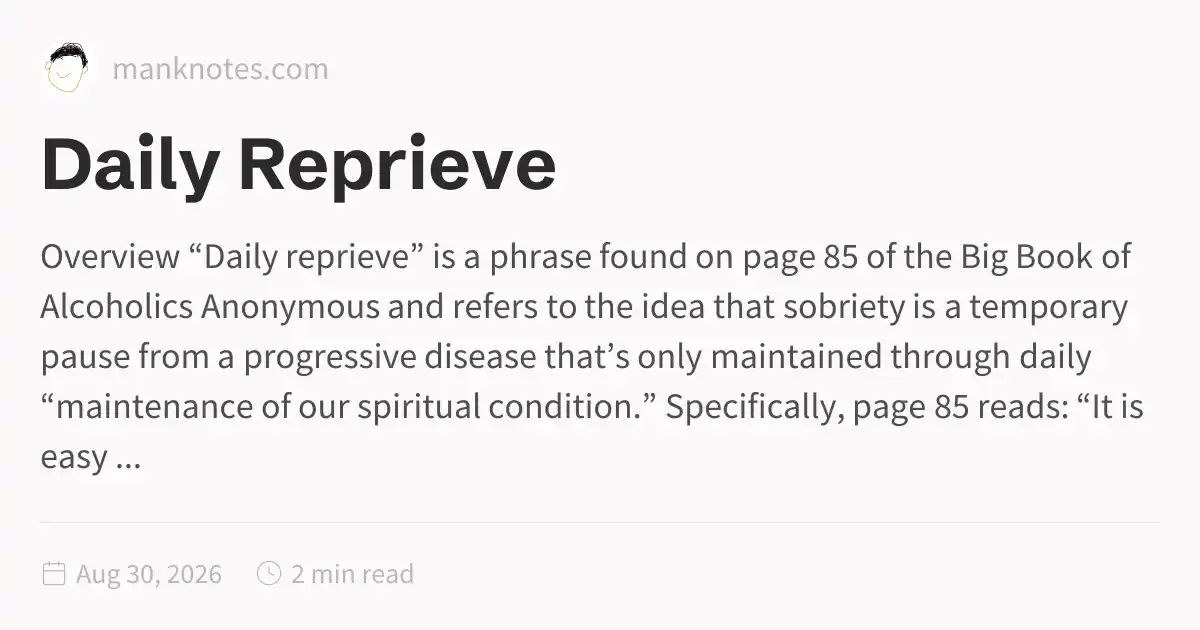 manknotes.com
Daily Reprieve
Overview “Daily reprieve” is a phrase found on page 85 of the Big Book of
Alcoholics Anonymous and refers to the idea that sobriety is a temporary
pause from a progressive disease that’s only maintained through daily
“maintenance of our spiritual condition.” Specifically, page 85 reads: “It is
easy ...
Aug 30, 2026 2 min read